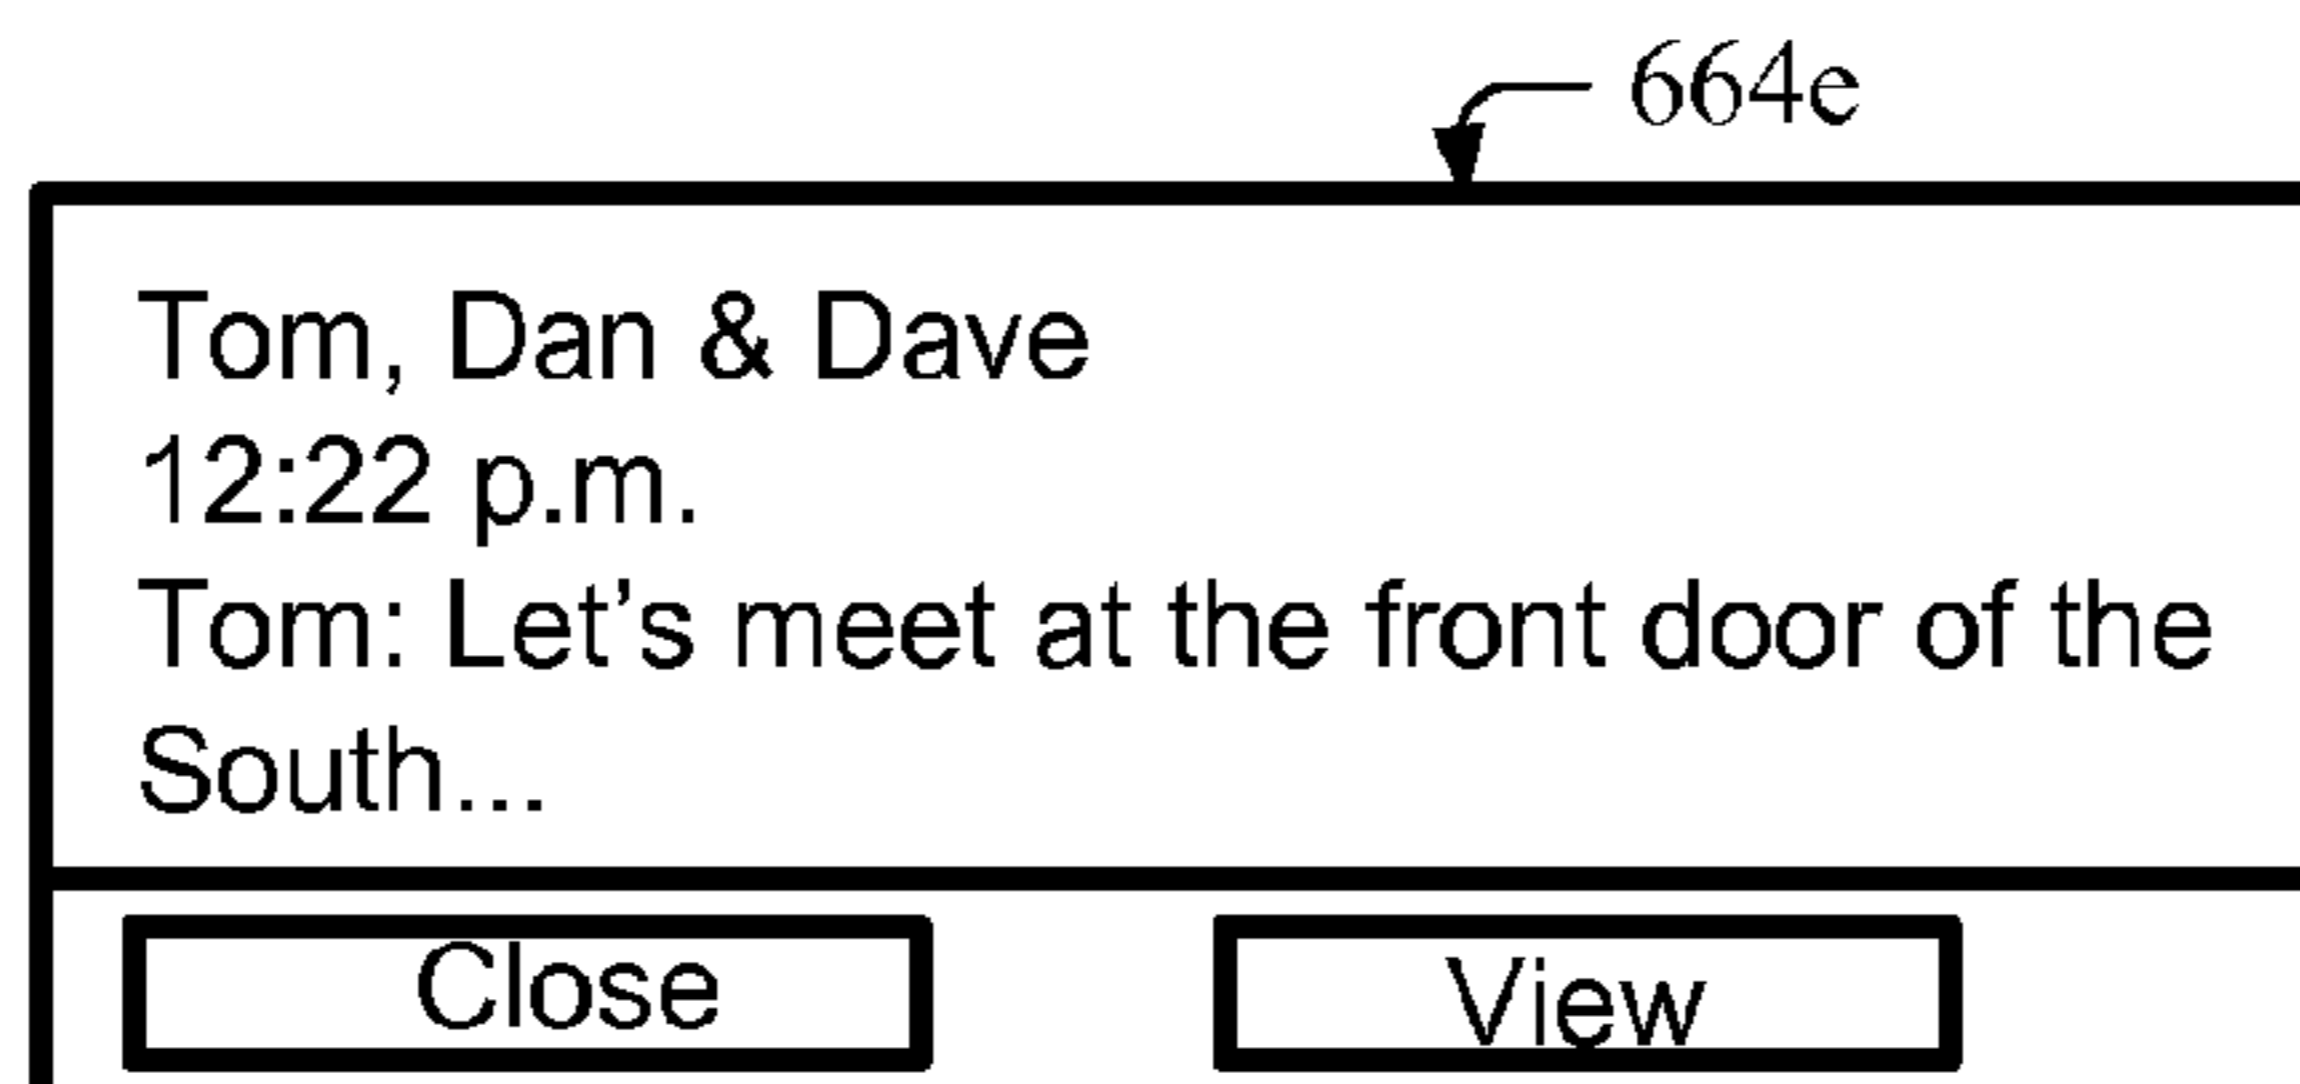 664e
Tom, Dan & Dave
12:22 p.m.
Tom: Let’s meet at the front door of the
South...
Close
View